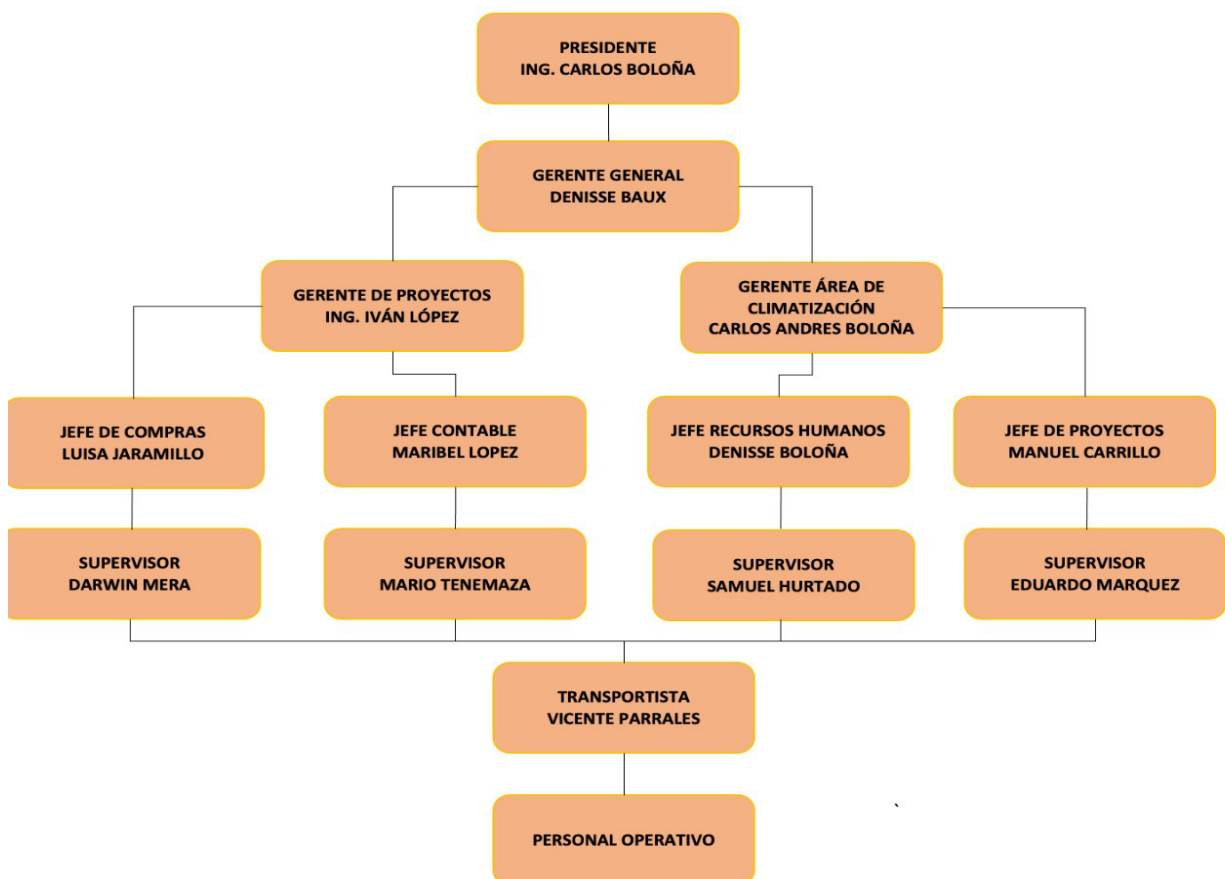 PRESIDENTE
ING. CARLOS BOLOÑA
GERENTE GENERAL
DENISSE BAUX
GERENTE DE PROYECTOS
ING. IVÁN LÓPEZ
GERENTE ÁREA DE
CLIMATIZACIÓN
CARLOS ANDRES BOLOÑA
JEFE DE COMPRAS
LUISA JARAMILLO
JEFE CONTABLE
MARIBEL LOPEZ
JEFE RECURSOS HUMANOS
DENISSE BOLOÑA
JEFE DE PROYECTOS
MANUEL CARRILLO
SUPERVISOR
DARWIN MERA
SUPERVISOR
MARIO TENEMAZA
SUPERVISOR
SAMUEL HURTADO
SUPERVISOR
EDUARDO MARQUEZ
TRANSPORTISTA
VICENTE PARRALES
PERSONAL OPERATIVO
`